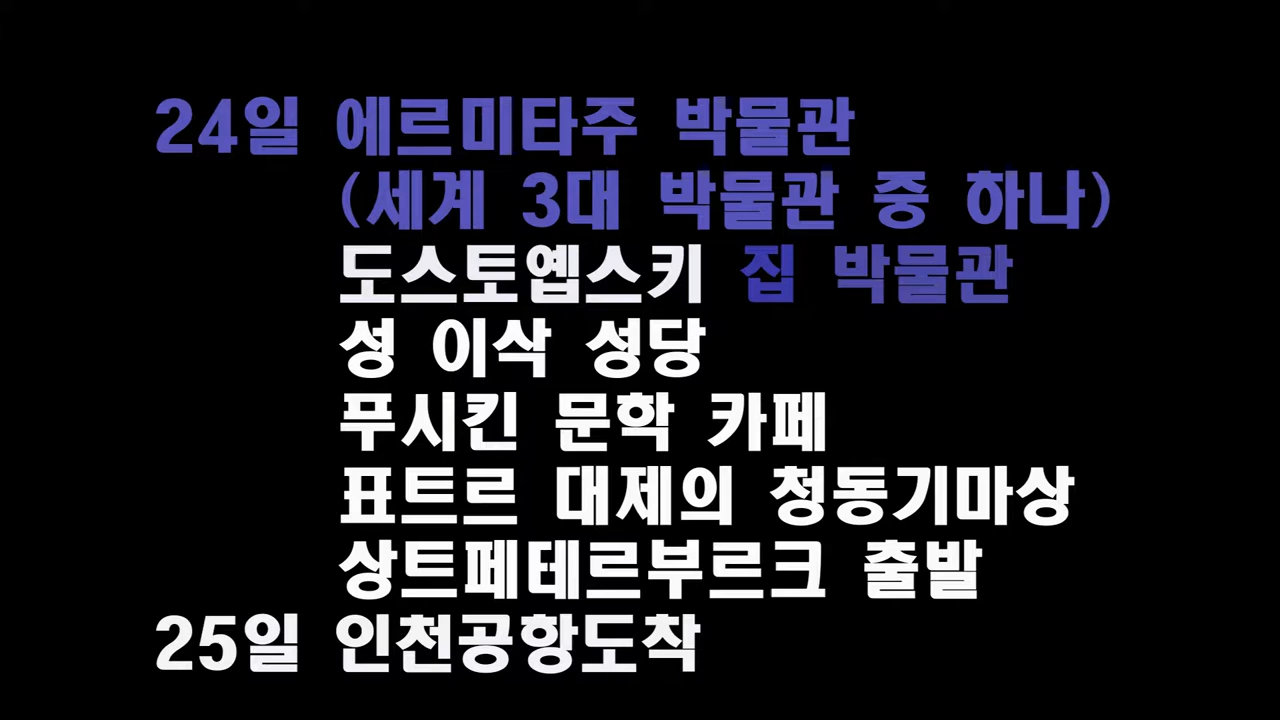 24일 에르미타주 박물관
(세계 3대 박물관 중 하나)
도스토옙스키 집 박물관
성 이삭 성당
푸시킨 문학 카페
표트르 대제의 청동기마상
상트페테르부르크 출발
25일 인천공항도착